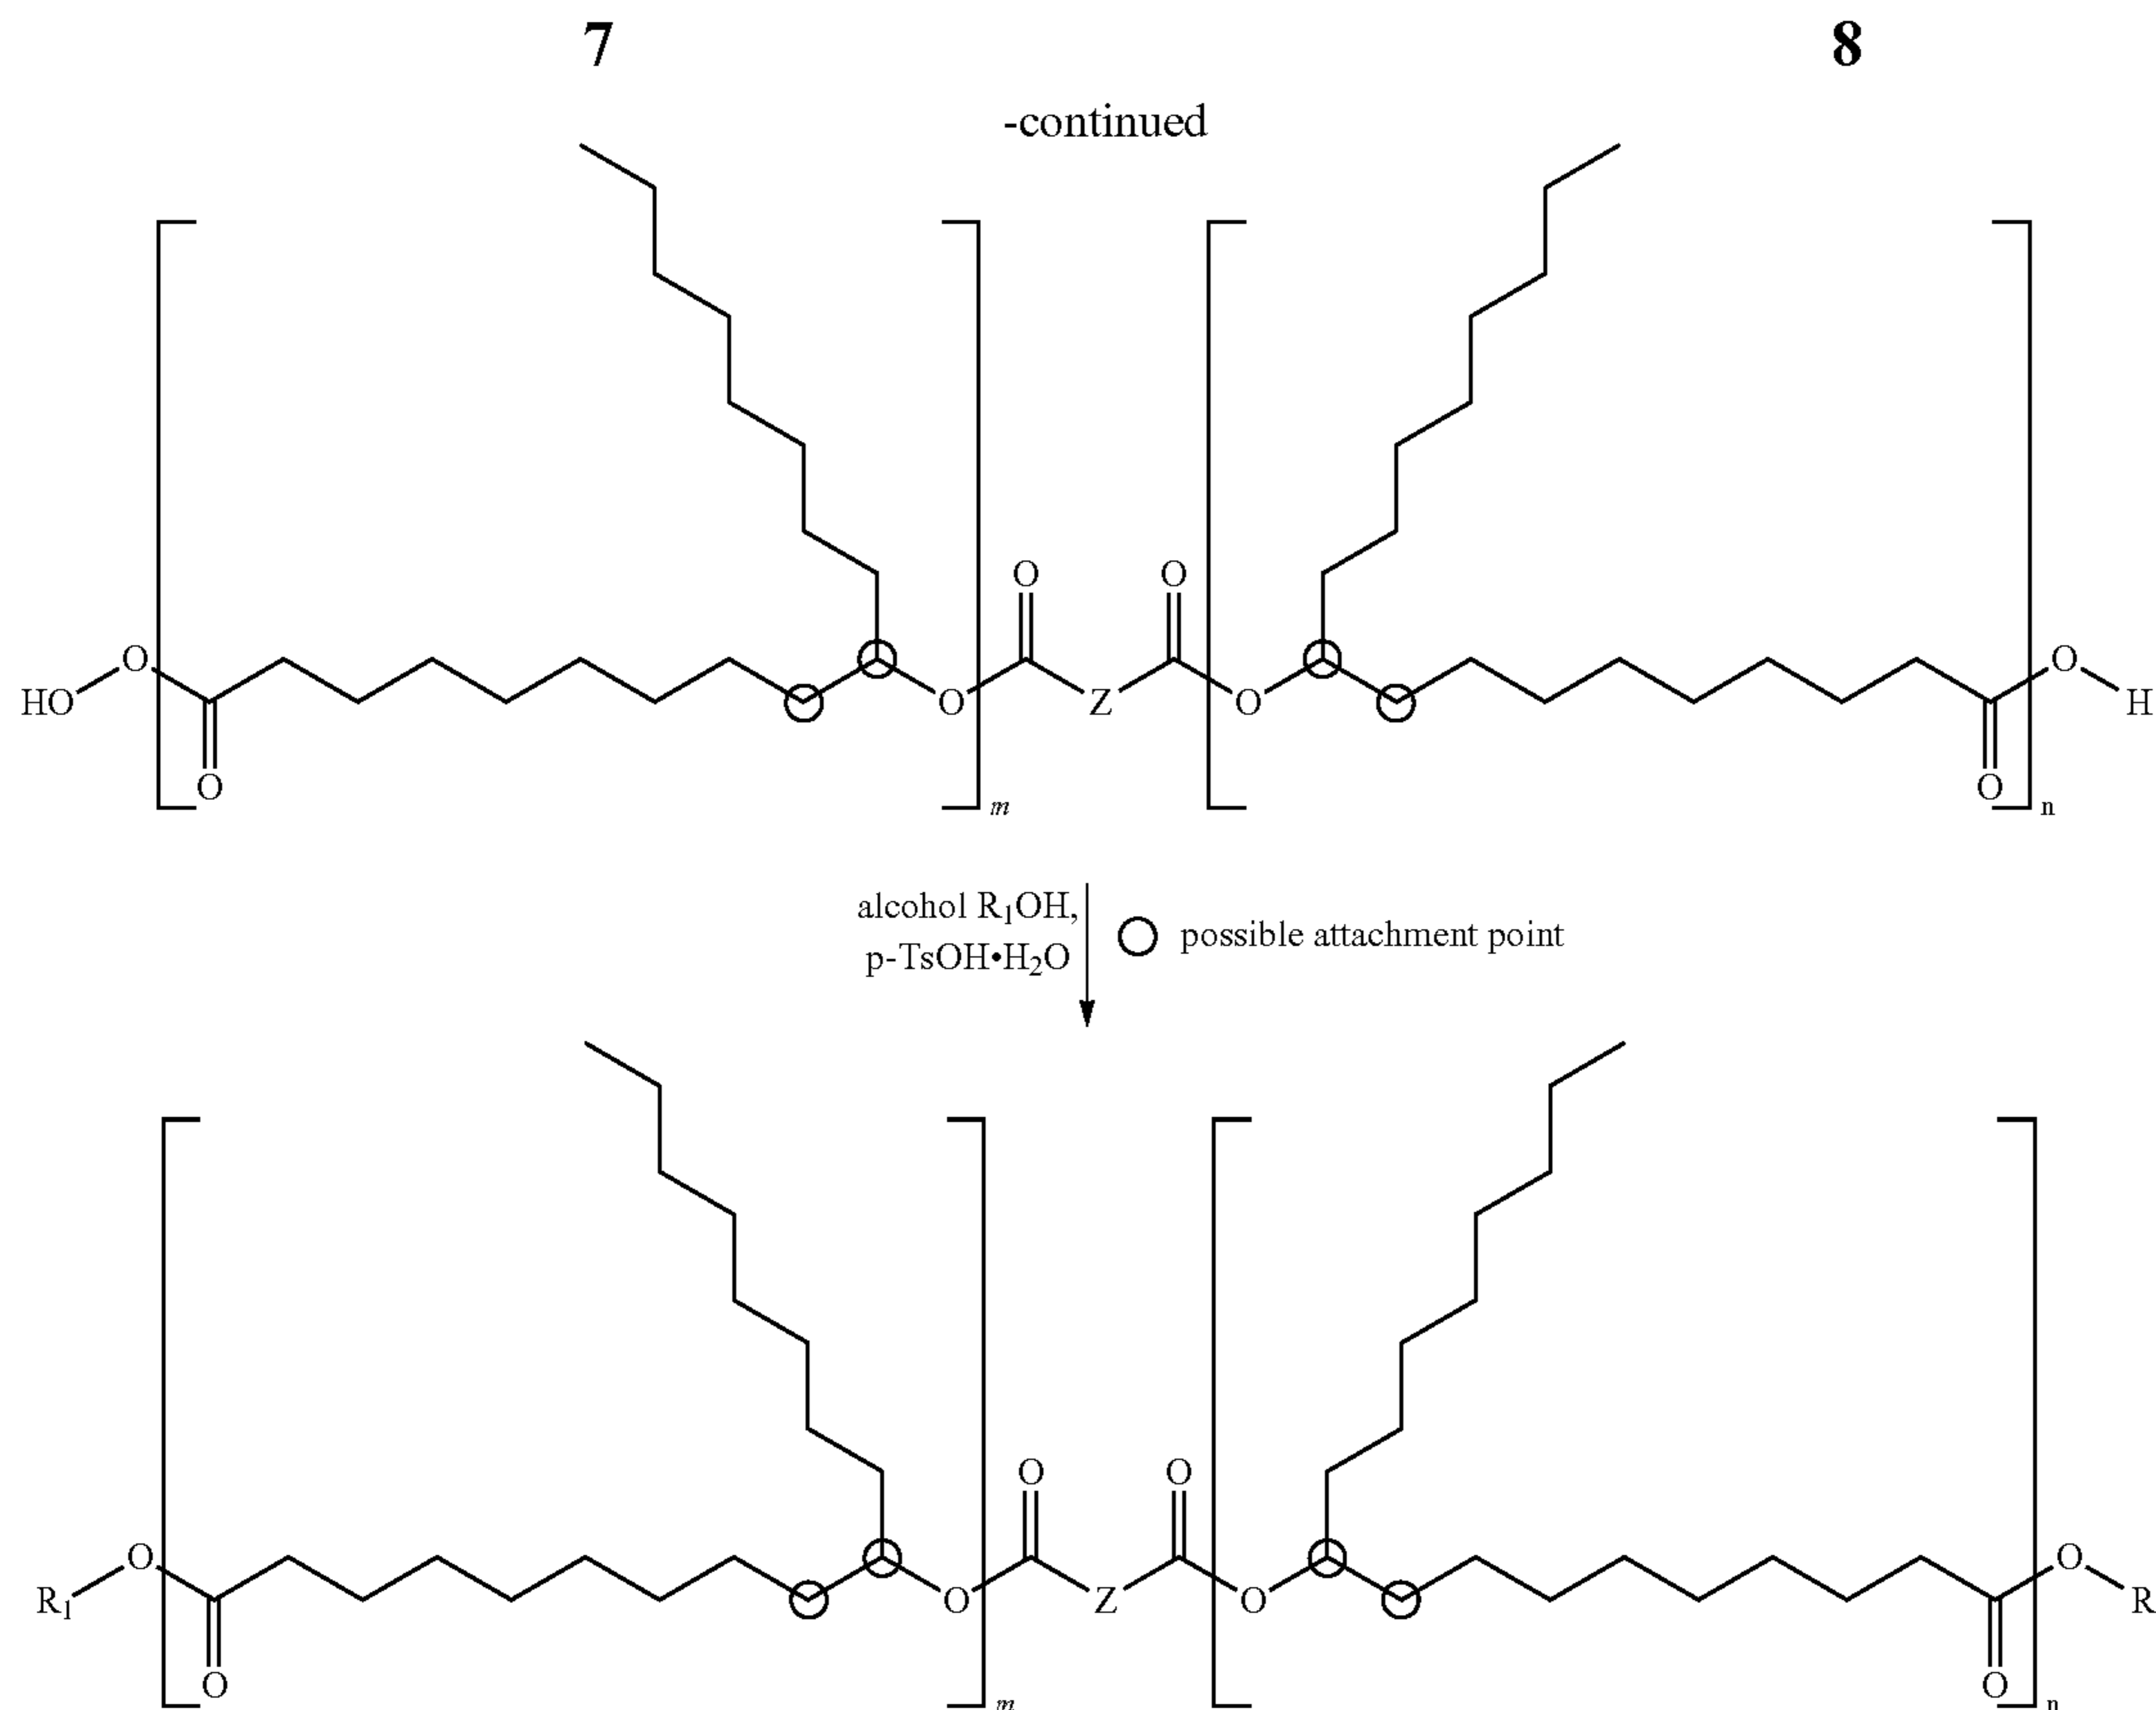 7 8
-continued
O O
HO O O Z O O H
O O
m n
alcohol R₁OH,
p-TsOH•H₂O
possible attachment point
O O
R₁ O O Z O O R
O O
m n